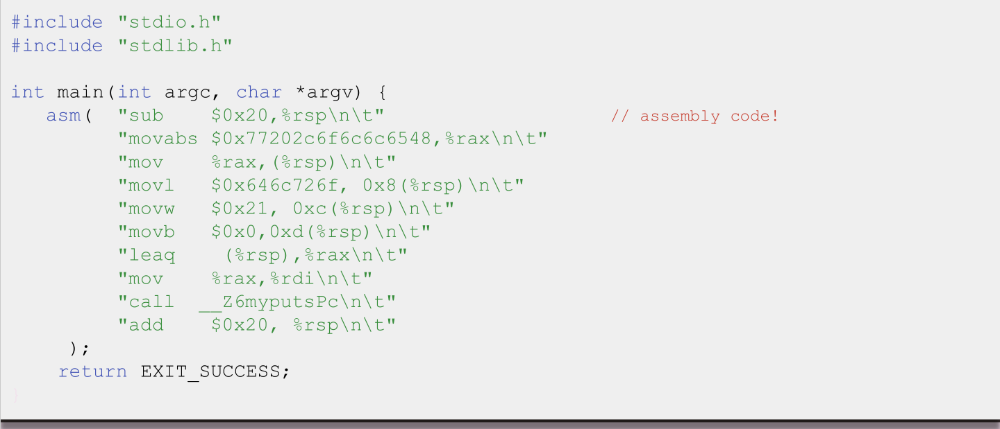 #include "stdio.h"
#include "stdlib.h"
int main(int argc, char *argv) {
asm( "sub $0x20,%rsp\n\t" // assembly code!
"movabs $0x77202c6f6c6c6548,%rax\n\t"
"mov %rax,(%rsp)\n\t"
"movl $0x646c726f, 0x8(%rsp)\n\t"
"movw $0x21, 0xc(%rsp)\n\t"
"movb $0x0,0xd(%rsp)\n\t"
"leaq (%rsp),%rax\n\t"
"mov %rax,%rdi\n\t"
"call __Z6myputsPc\n\t"
"add $0x20, %rsp\n\t"
);
return EXIT_SUCCESS;
}